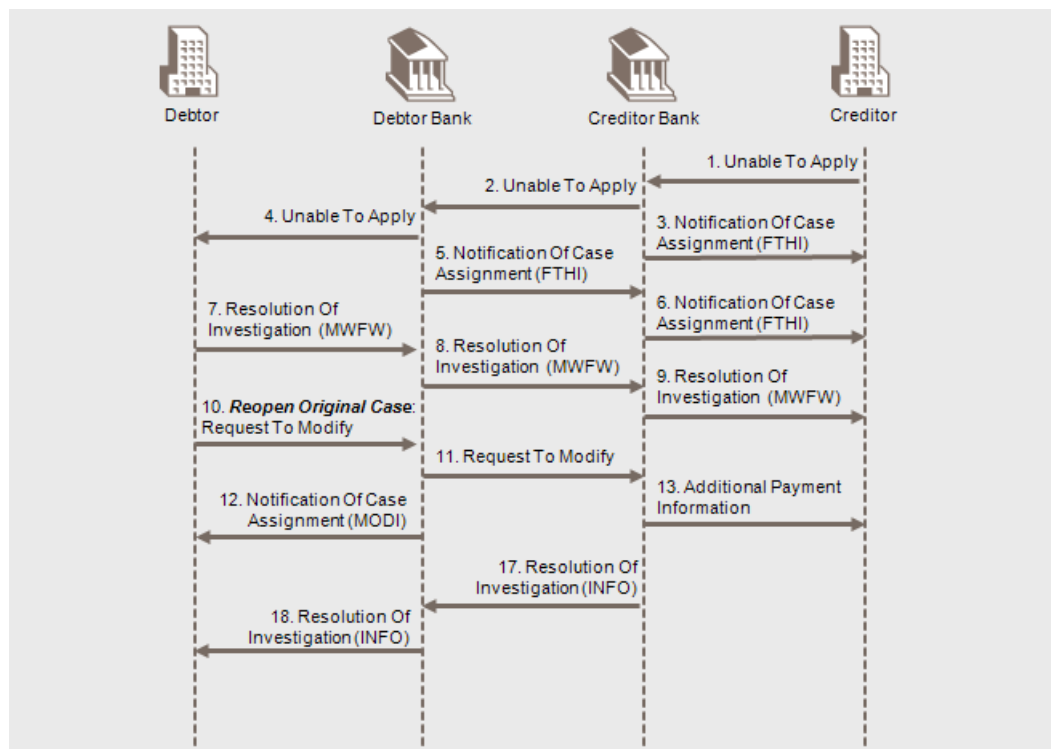 Debtor
Debtor Bank
Creditor Bank
Creditor
1. Unable To Apply
2. Unable To Apply
4. Unable To Apply
3. Notification Of Case
Assignment (FTHI)
5. Notification Of Case
Assignment (FTHI)
6. Notification Of Case
Assignment (FTHI)
7. Resolution Of
Investigation (MWFW)
8. Resolution Of
Investigation (MWFW)
9. Resolution Of
Investigation (MWFW)
10. Reopen Original Case:
Request To Modify
11. Request To Modify
12. Notification Of Case
Assignment (MODI)
13. Additional Payment
Information
17. Resolution Of
Investigation (INFO)
18. Resolution Of
Investigation (INFO)